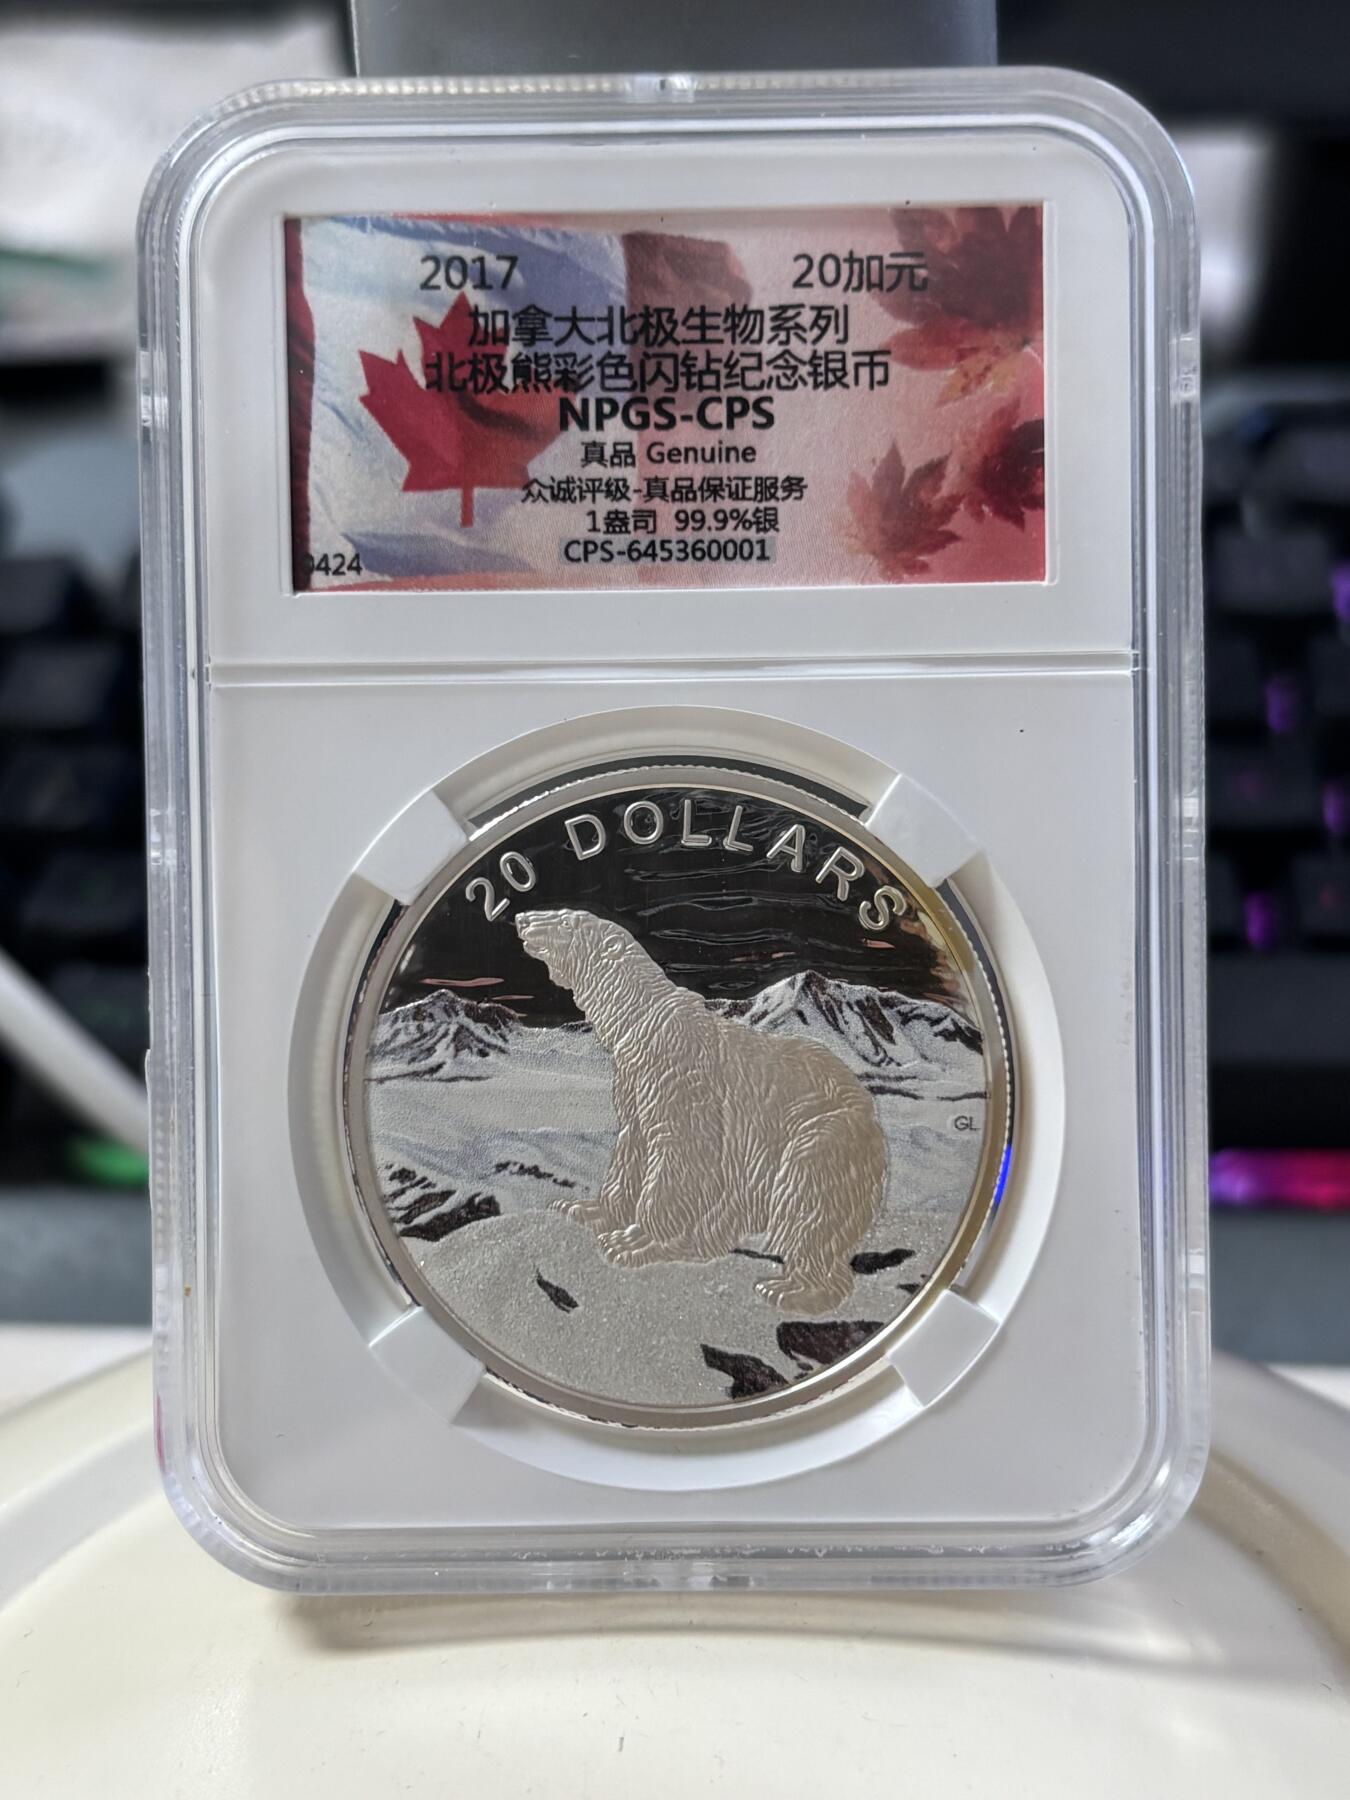 2017 20加元
加拿大北极生物系列
北极熊彩色闪钻纪念银币
NPGS-CPS
真品 Genuine
众诚评级-真品保证服务
1盎司 99.9%银
CPS-645360001
0424
20 DOLLARS
GL